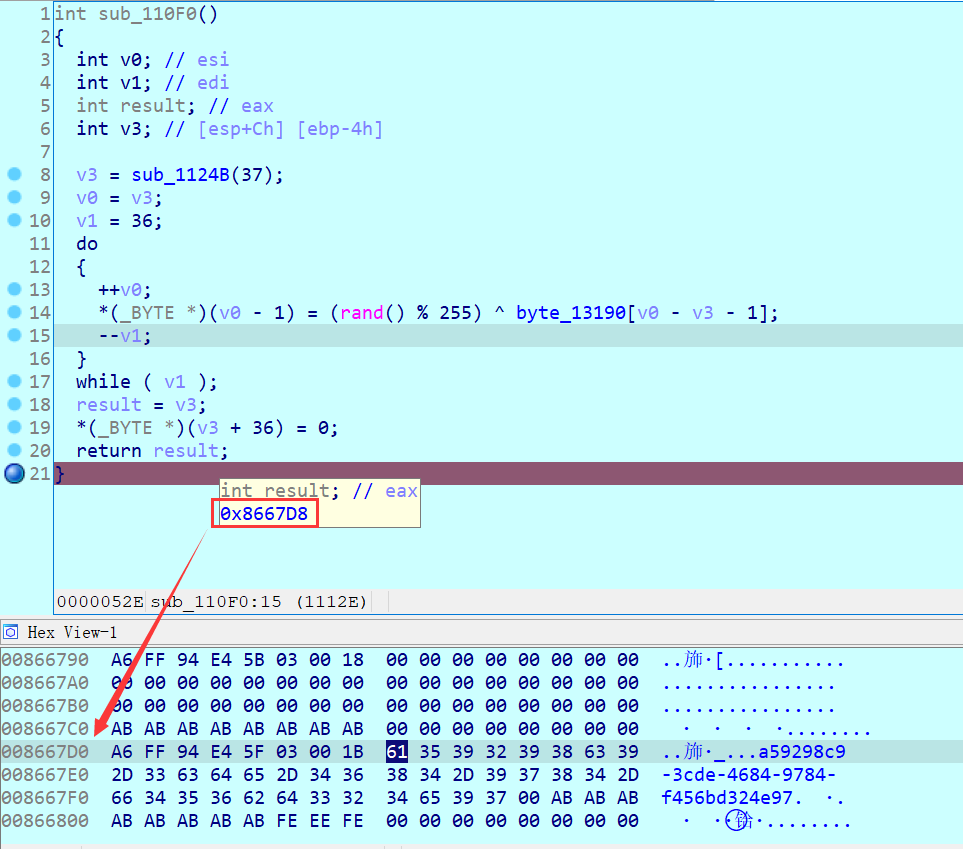 1 int sub_110F0()
2 {
3 int v0; // esi
4 int v1; // edi
5 int result; // eax
6 int v3; // [esp+Ch] [ebp-4h]
7
8 v3 = sub_1124B(37);
9 v0 = v3;
10 v1 = 36;
11 do
12 {
13 ++v0;
14 *(_BYTE *)(v0 - 1) = (rand() % 255) ^ byte_13190[v0 - v3 - 1];
15 --v1;
16 }
17 while ( v1 );
18 result = v3;
19 *(_BYTE *)(v3 + 36) = 0;
20 return result;
21 }
int result; // eax
0x8667D8
0000052E sub_110F0:15 (1112E)
Hex View-1
00866790 A6 FF 94 E4 5B 03 00 18 00 00 00 00 00 00 00 00 ..斾·[...........
008667A0 00 00 00 00 00 00 00 00 00 00 00 00 00 00 00 00 ................
008667B0 00 00 00 00 00 00 00 00 00 00 00 00 00 00 00 00 ................
008667C0 AB AB AB AB AB AB AB AB 00 00 00 00 00 00 00 00 · · · ·........
008667D0 A6 FF 94 E4 5F 03 00 1B 61 35 39 32 39 38 63 39 ..斾·_...a59298c9
008667E0 2D 33 63 64 65 2D 34 36 38 34 2D 39 37 38 34 2D -3cde-4684-9784-
008667F0 66 34 35 36 62 64 33 32 34 65 39 37 00 AB AB AB f456bd324e97. ·.
00866800 AB AB AB AB AB FE EE FE 00 00 00 00 00 00 00 00 · ··........